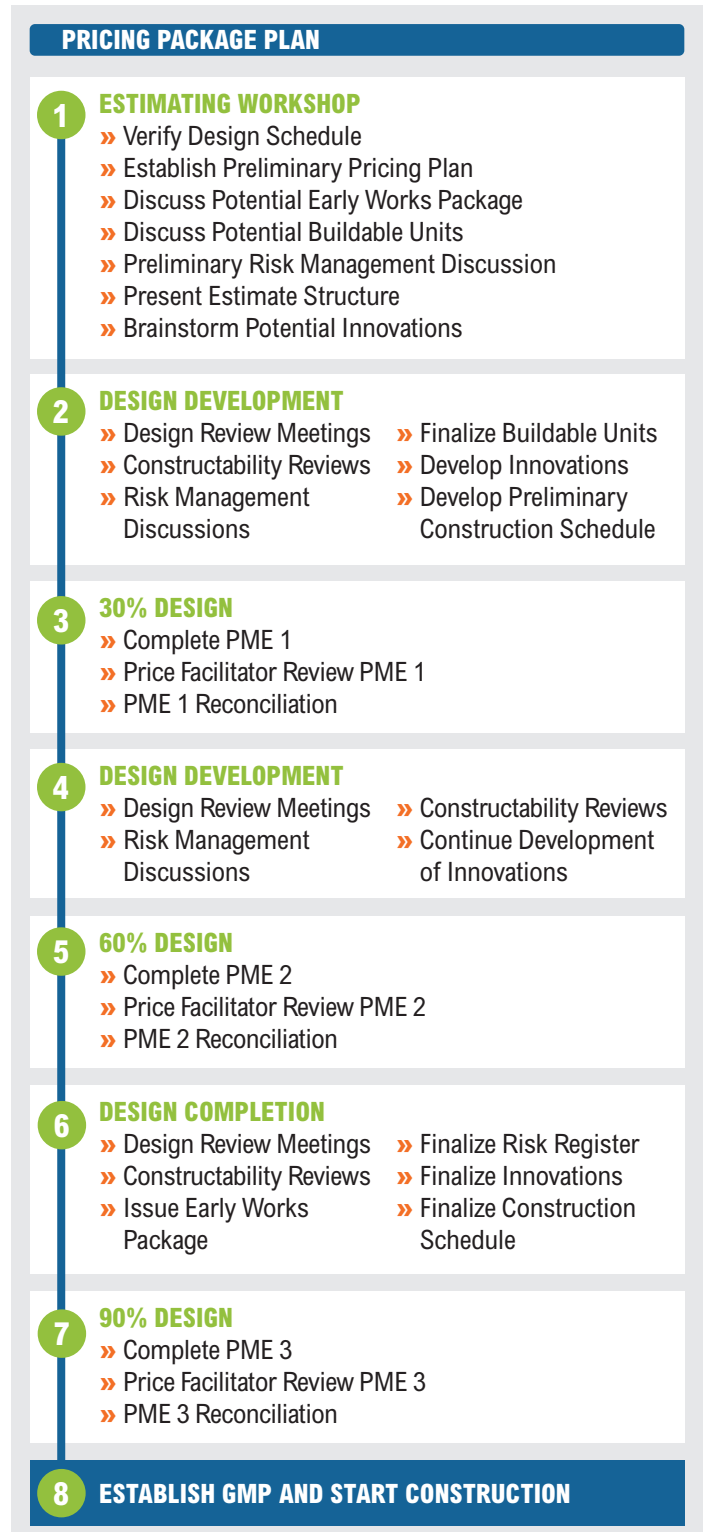 PRICING PACKAGE PLAN
1
ESTIMATING WORKSHOP
» Verify Design Schedule
» Establish Preliminary Pricing Plan
» Discuss Potential Early Works Package
» Discuss Potential Buildable Units
» Preliminary Risk Management Discussion
» Present Estimate Structure
» Brainstorm Potential Innovations
2
DESIGN DEVELOPMENT
» Design Review Meetings
» Constructability Reviews
» Risk Management
Discussions
» Finalize Buildable Units
» Develop Innovations
» Develop Preliminary
Construction Schedule
3
30% DESIGN
» Complete PME 1
» Price Facilitator Review PME 1
» PME 1 Reconciliation
4
DESIGN DEVELOPMENT
» Design Review Meetings
» Risk Management
Discussions
» Constructability Reviews
» Continue Development
of Innovations
5
60% DESIGN
» Complete PME 2
» Price Facilitator Review PME 2
» PME 2 Reconciliation
6
DESIGN COMPLETION
» Design Review Meetings
» Constructability Reviews
» Issue Early Works
Package
» Finalize Risk Register
» Finalize Innovations
» Finalize Construction
Schedule
7
90% DESIGN
» Complete PME 3
» Price Facilitator Review PME 3
» PME 3 Reconciliation
8
ESTABLISH GMP AND START CONSTRUCTION